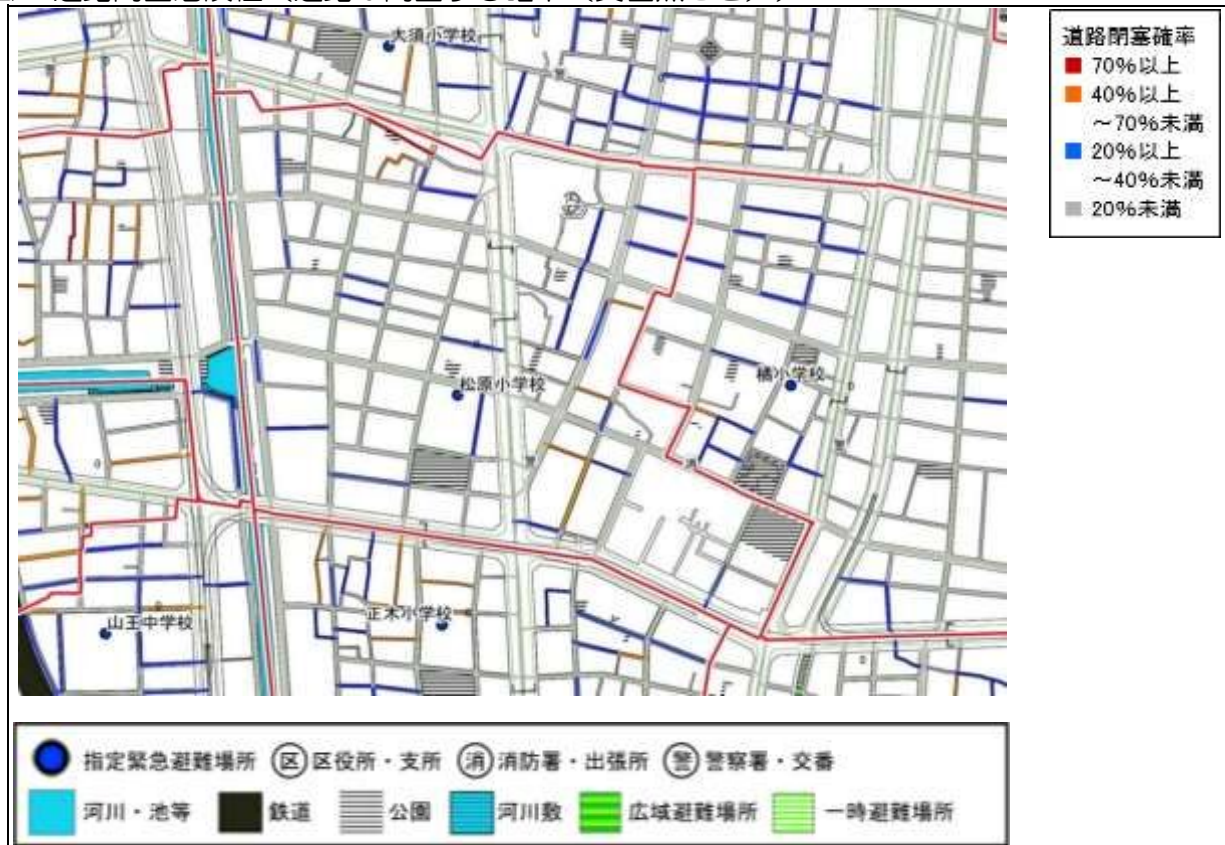 大須小学校
松原小学校
橘小学校
山王中学校
正木小学校
道路閉塞確率
70%以上
40%以上
～70%未満
20%以上
～40%未満
20%未満
指定緊急避難場所 区 区役所・支所 消 消防署・出張所 警 警察署・交番
河川・池等 鉄道 公園 河川敷 広域避難場所 一時避難場所